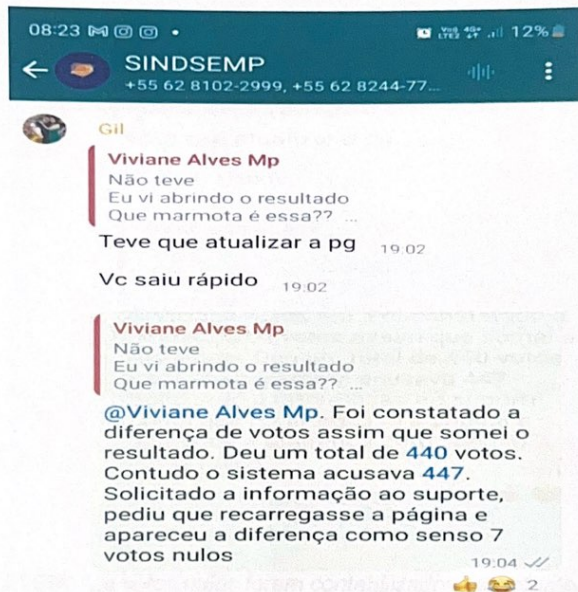 08:23
12%
SINDSEMP
+55 62 8102-2999, +55 62 8244-77...
Gil
Viviane Alves Mp
Não teve
Eu vi abrindo o resultado
Que marmota é essa?? ...
Teve que atualizar a pg 19:02
Vc saiu rápido 19:02
Viviane Alves Mp
Não teve
Eu vi abrindo o resultado
Que marmota é essa?? ...
@Viviane Alves Mp. Foi constatado a
diferença de votos assim que somei o
resultado. Deu um total de 440 votos.
Contudo o sistema acusava 447.
Solicitado a informação ao suporte,
pediu que recarregasse a página e
apareceu a diferença como senso 7
votos nulos
19:04
2